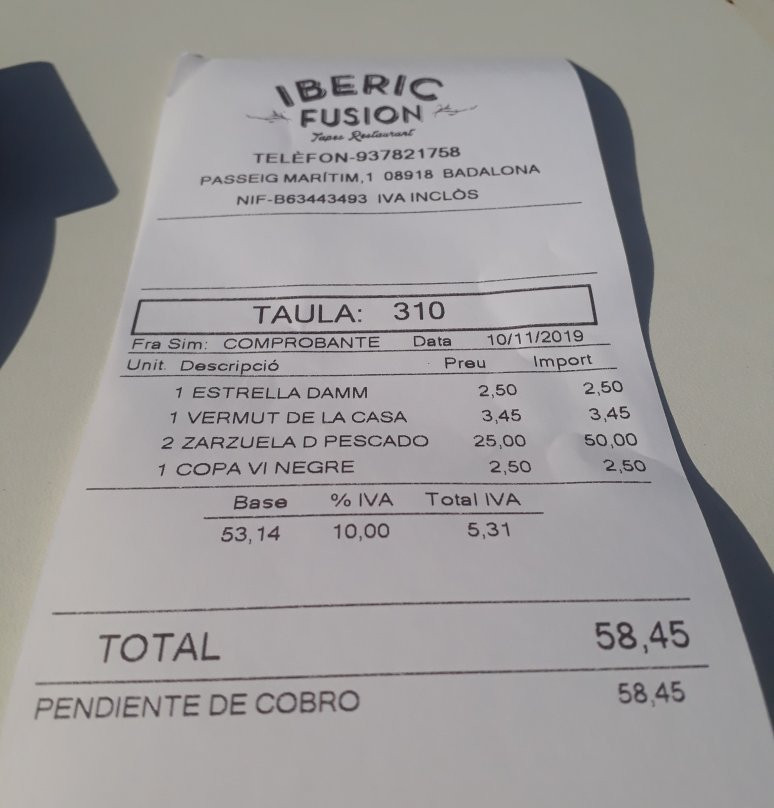 IBERIC
FUSION
Tapes Restaurant
TELÈFON-937821758
PASSEIG MARÍTIM,1 08918 BADALONA
NIF-B63443493 IVA INCLÒS
TAULA: 310
Fra Sim: COMPROBANTE Data 10/11/2019
Unit. Descripció Preu Import
1 ESTRELLA DAMM 2,50 2,50
1 VERMUT DE LA CASA 3,45 3,45
2 ZARZUELA D PESCADO 25,00 50,00
1 COPA VI NEGRE 2,50 2,50
Base % IVA Total IVA
53,14 10,00 5,31
TOTAL 58,45
PENDIENTE DE COBRO 58,45